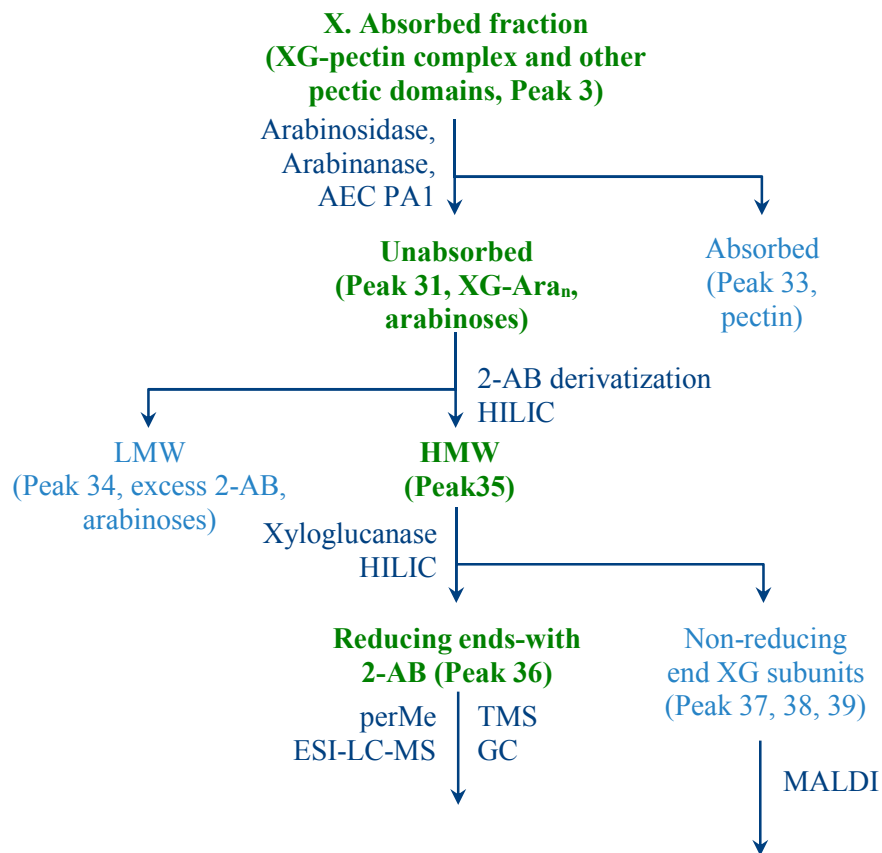 X. Absorbed fraction
(XG-pectin complex and other
pectic domains, Peak 3)
Arabinosidase,
Arabinanase,
AEC PA1
Unabsorbed
(Peak 31, XG-Araₙ,
arabinoses)
Absorbed
(Peak 33,
pectin)
2-AB derivatization
HILIC
LMW
(Peak 34, excess 2-AB,
arabinoses)
HMW
(Peak35)
Xyloglucanase
HILIC
Reducing ends-with
2-AB (Peak 36)
Non-reducing
end XG subunits
(Peak 37, 38, 39)
perMe
ESI-LC-MS
TMS
GC
MALDI